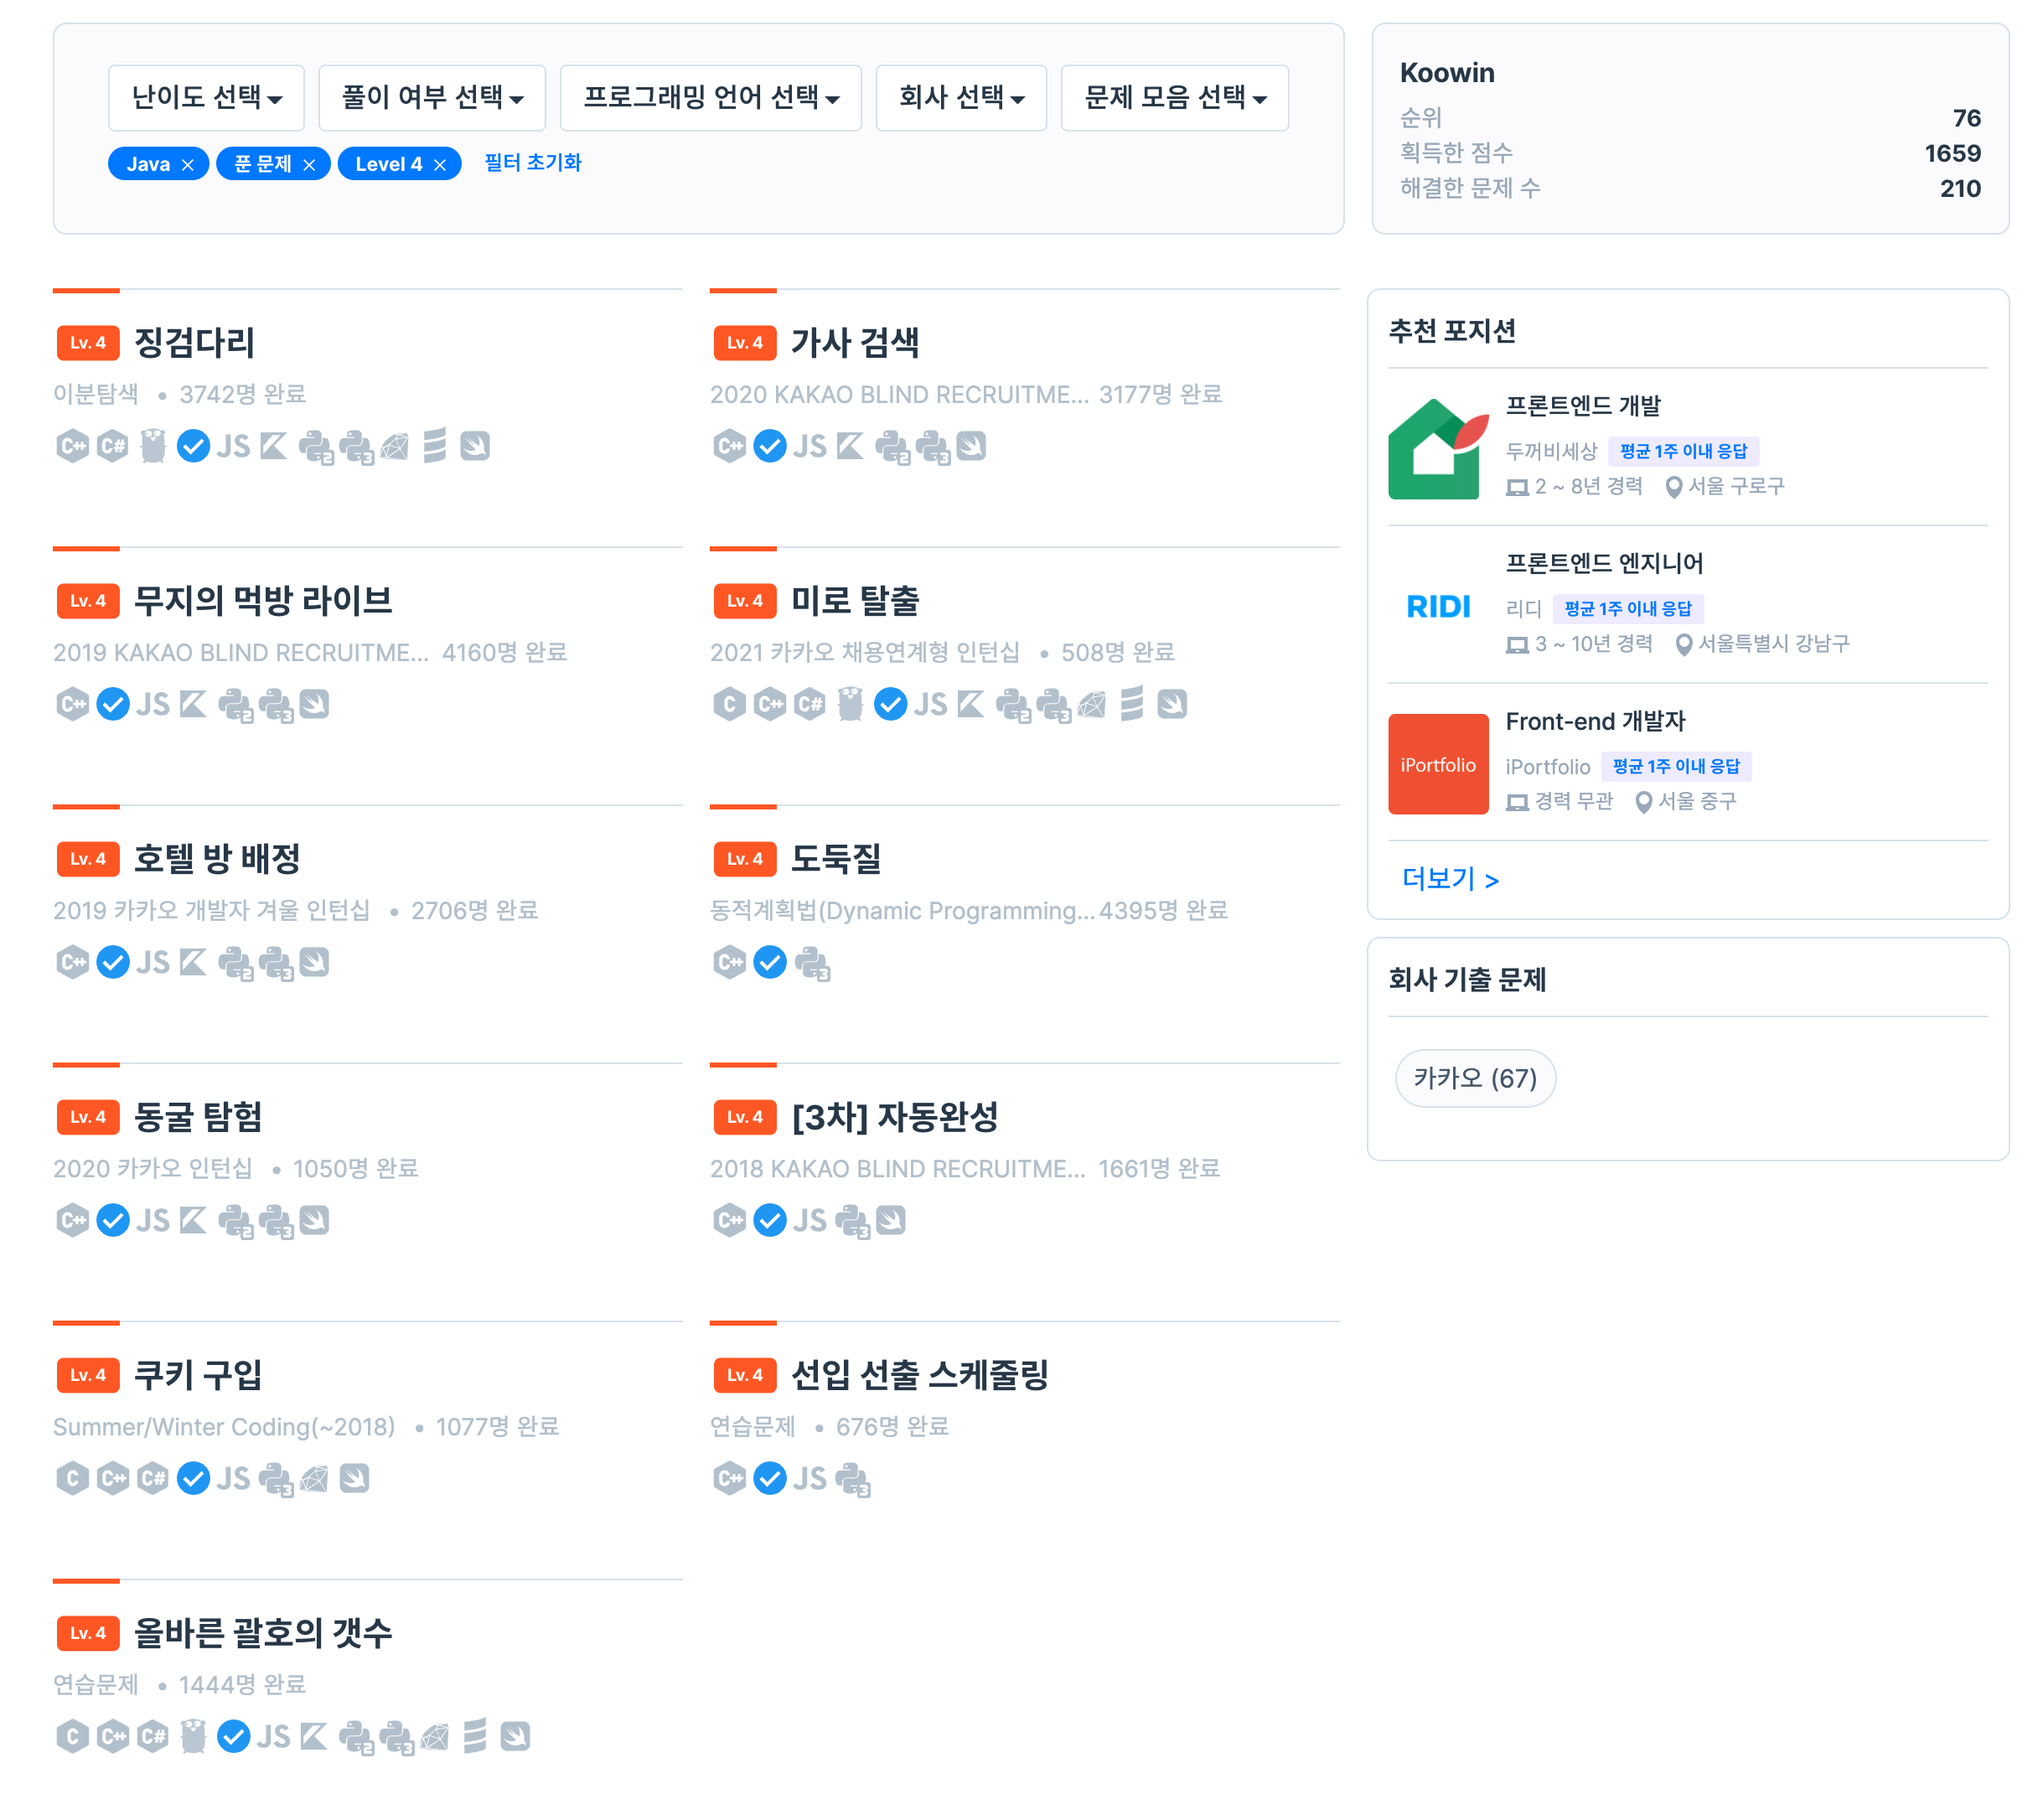 난이도 선택 풀이 여부 선택 프로그래밍 언어 선택 회사 선택 문제 모음 선택
Java × 푼 문제 × Level 4 × 필터 초기화
Koowin
순위 76
획득한 점수 1659
해결한 문제 수 210
Lv. 4 징검다리
이분탐색 • 3742명 완료
C++ C# JS 2 3
Lv. 4 가사 검색
2020 KAKAO BLIND RECRUITME... 3177명 완료
C++ JS 2 3
Lv. 4 무지의 먹방 라이브
2019 KAKAO BLIND RECRUITME... 4160명 완료
C++ JS 2 3
Lv. 4 미로 탈출
2021 카카오 채용연계형 인턴십 • 508명 완료
C C++ C# JS 2 3
Lv. 4 호텔 방 배정
2019 카카오 개발자 겨울 인턴십 • 2706명 완료
C++ JS 2 3
Lv. 4 도둑질
동적계획법(Dynamic Programming... 4395명 완료
C++ 3
Lv. 4 동굴 탐험
2020 카카오 인턴십 • 1050명 완료
C++ JS 2 3
Lv. 4 [3차] 자동완성
2018 KAKAO BLIND RECRUITME... 1661명 완료
C++ JS 3
Lv. 4 쿠키 구입
Summer/Winter Coding(~2018) • 1077명 완료
C C++ C# JS 3
Lv. 4 선입 선출 스케줄링
연습문제 • 676명 완료
C++ JS 3
Lv. 4 올바른 괄호의 갯수
연습문제 • 1444명 완료
C C++ C# JS 2 3
추천 포지션
프론트엔드 개발
두꺼비세상 평균 1주 이내 응답
2 ~ 8년 경력 서울 구로구
프론트엔드 엔지니어
RIDI
리디 평균 1주 이내 응답
3 ~ 10년 경력 서울특별시 강남구
Front-end 개발자
iPortfolio
iPortfolio 평균 1주 이내 응답
경력 무관 서울 중구
더보기 >
회사 기출 문제
카카오 (67)